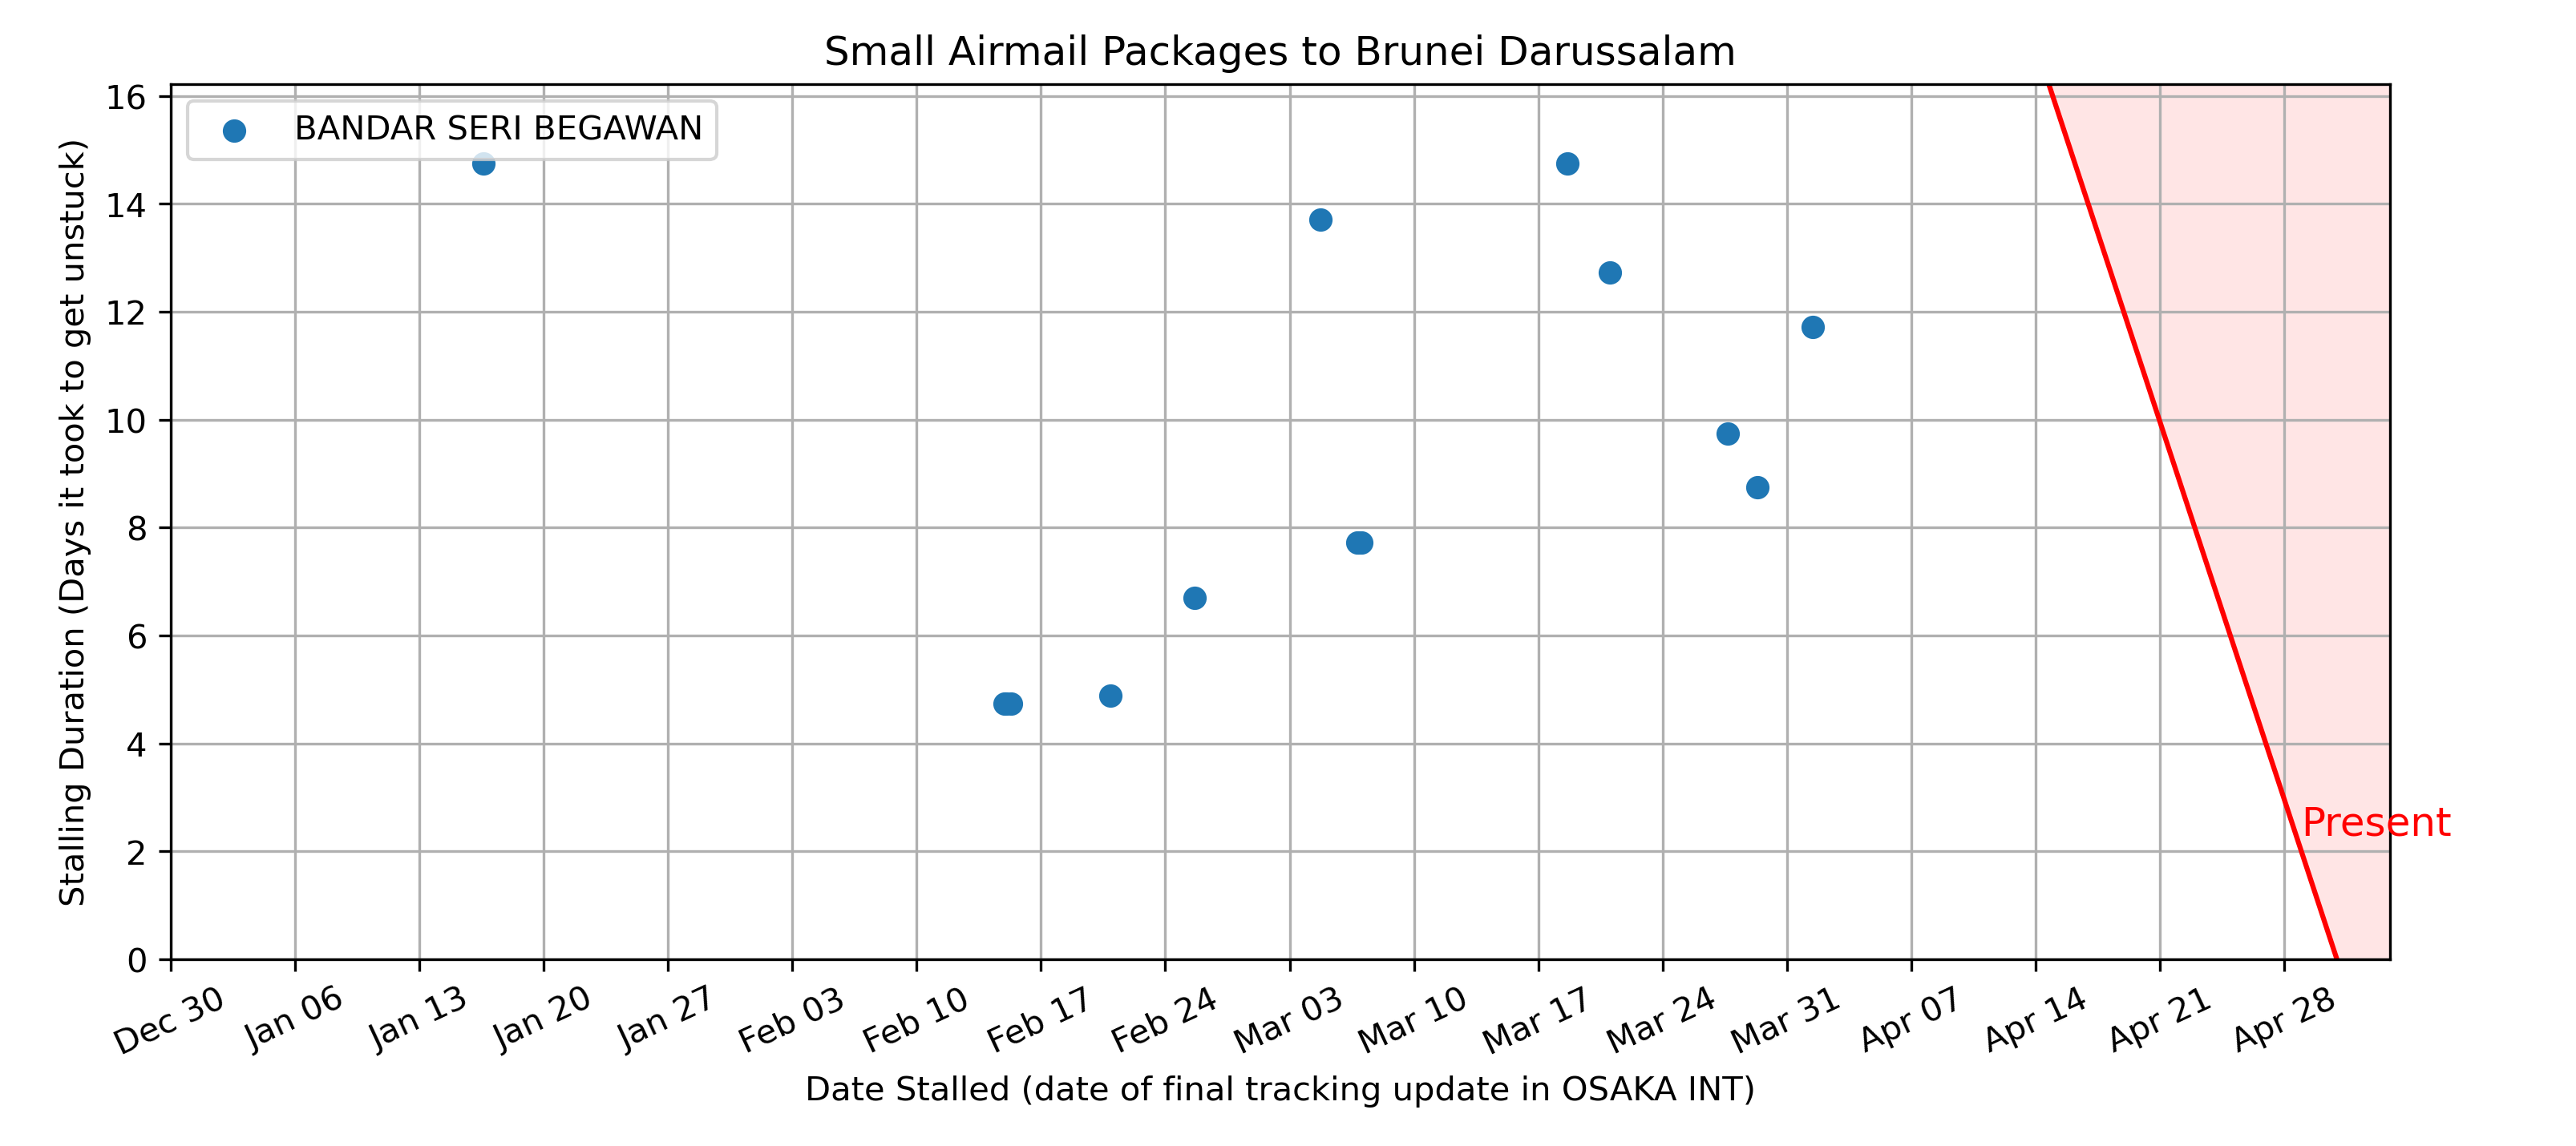 Small Airmail Packages to Brunei Darussalam
BANDAR SERI BEGAWAN
Stalling Duration (Days it took to get unstuck)
16
14
12
10
8
6
4
2
0
Present
Dec 30
Jan 06
Jan 13
Jan 20
Jan 27
Feb 03
Feb 10
Feb 17
Feb 24
Mar 03
Mar 10
Mar 17
Mar 24
Mar 31
Apr 07
Apr 14
Apr 21
Apr 28
Date Stalled (date of final tracking update in OSAKA INT)